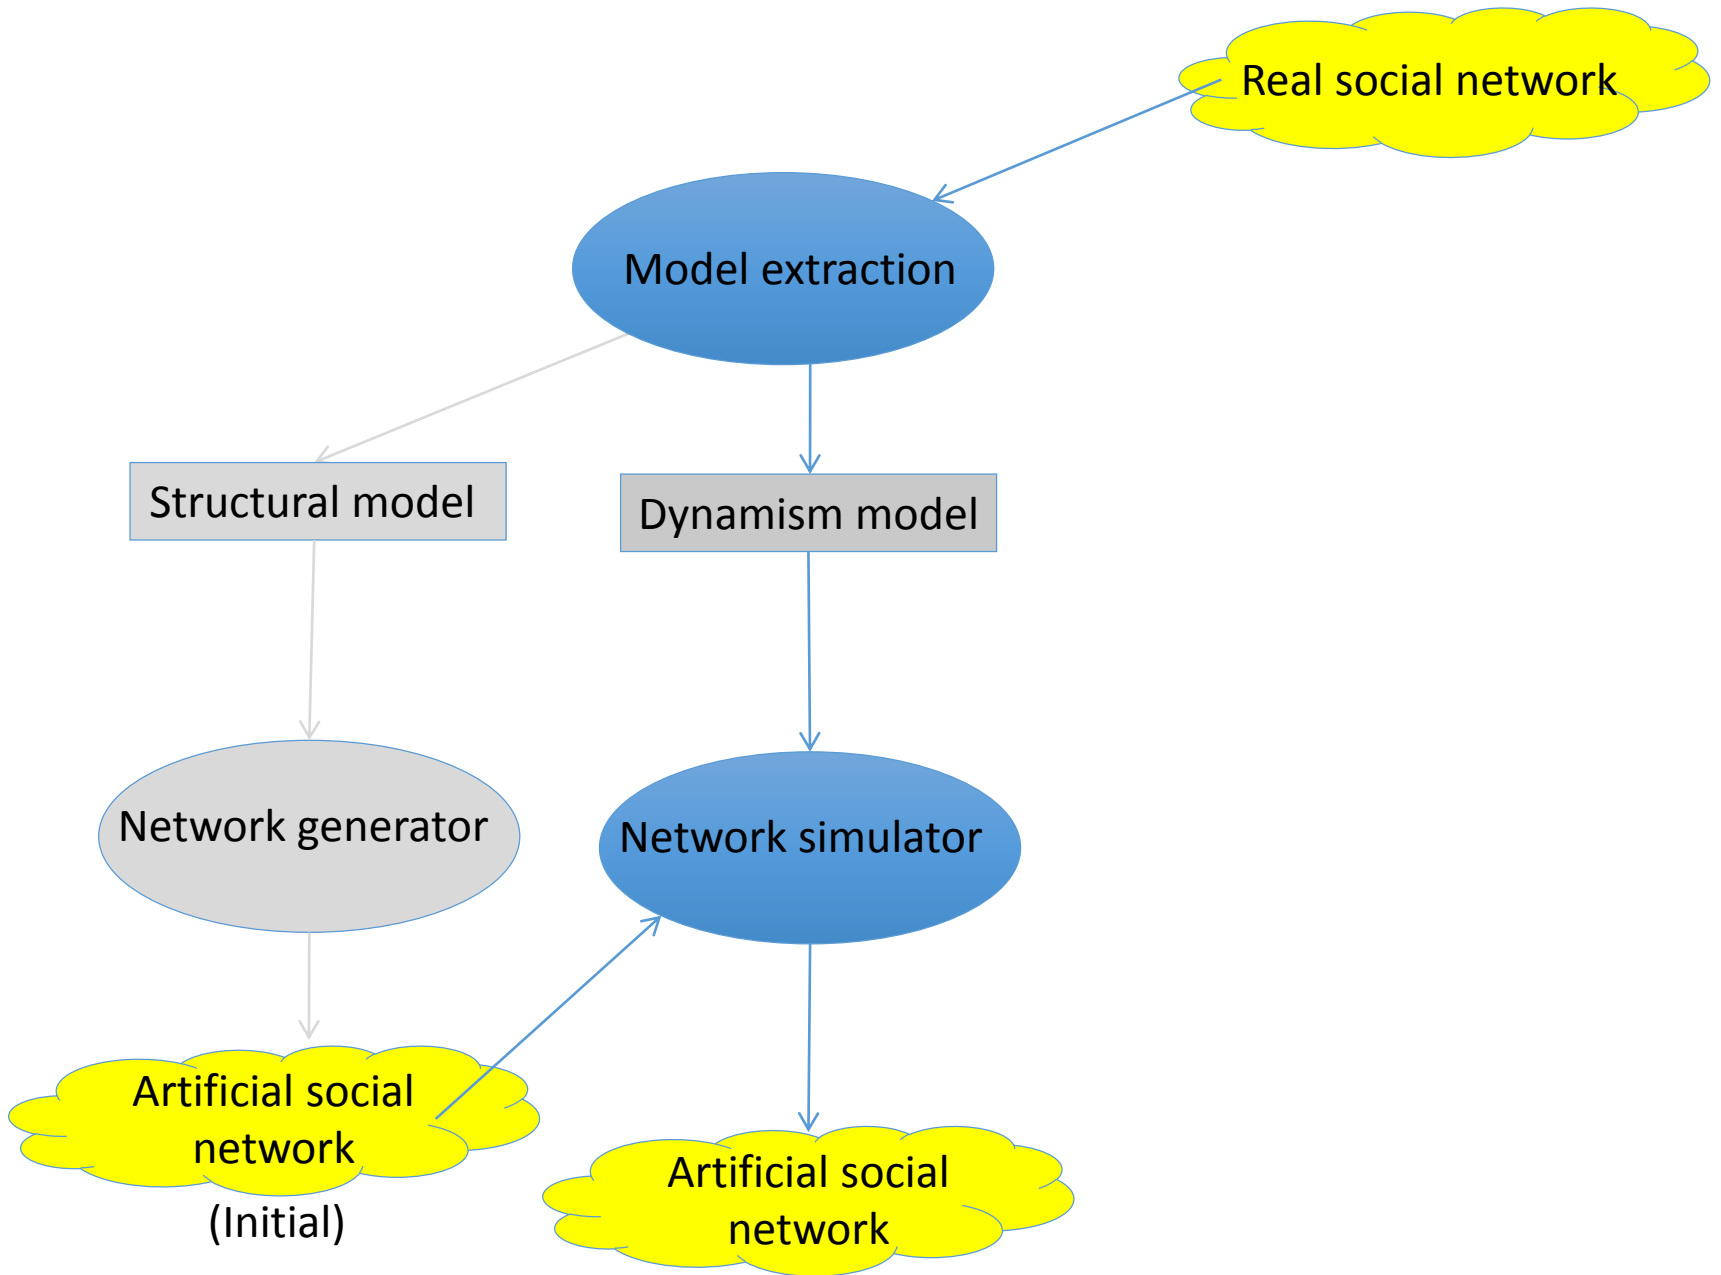 Real social network
Model extraction
Structural model
Dynamism model
Network generator
Network simulator
Artificial social
network
(Initial)
Artificial social
network